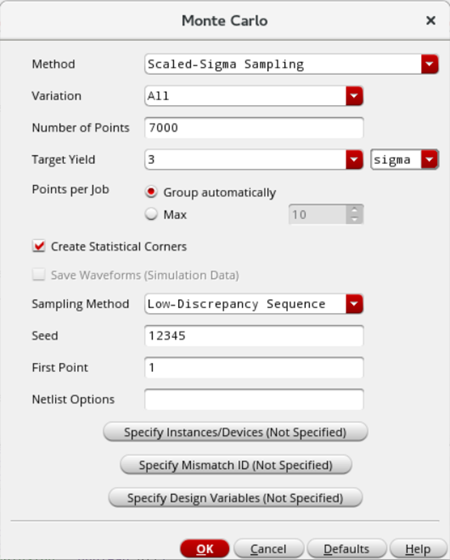 Monte Carlo ×
Method Scaled-Sigma Sampling
Variation All
Number of Points 7000
Target Yield 3 sigma
Points per Job Group automatically
Max 10
Create Statistical Corners
Save Waveforms (Simulation Data)
Sampling Method Low-Discrepancy Sequence
Seed 12345
First Point 1
Netlist Options
Specify Instances/Devices (Not Specified)
Specify Mismatch ID (Not Specified)
Specify Design Variables (Not Specified)
OK Cancel Defaults Help